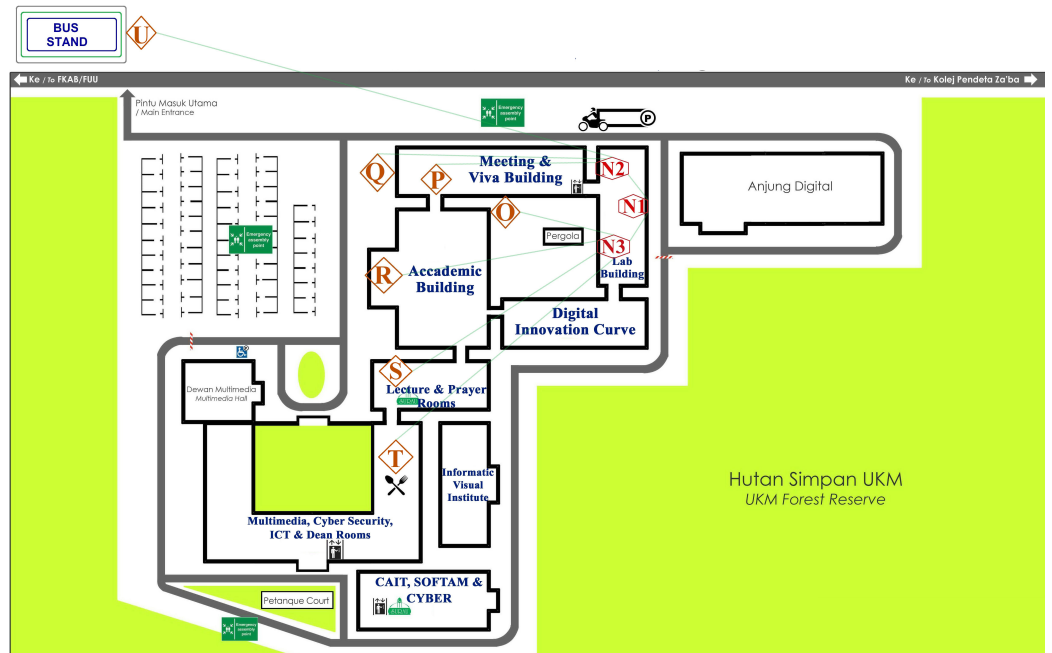 BUS
STAND
U
Ke / To FKAB/FUU
Ke / To Kolej Pendeta Za'ba
Pintu Masuk Utama
/ Main Entrance
Emergency
assembly
point
P
Q
P
Meeting &
Viva Building
N2
N1
N3
O
Pergola
Lab
Building
Anjung Digital
Emergency
assembly
point
R
Accademic
Building
Digital
Innovation Curve
S
Lecture & Prayer
Rooms
Dewan Multimedia
Multimedia Hall
T
Informatic
Visual
Institute
Hutan Simpan UKM
UKM Forest Reserve
Multimedia, Cyber Security,
ICT & Dean Rooms
CAIT, SOFTAM &
CYBER
Petanque Court
Emergency
assembly
point